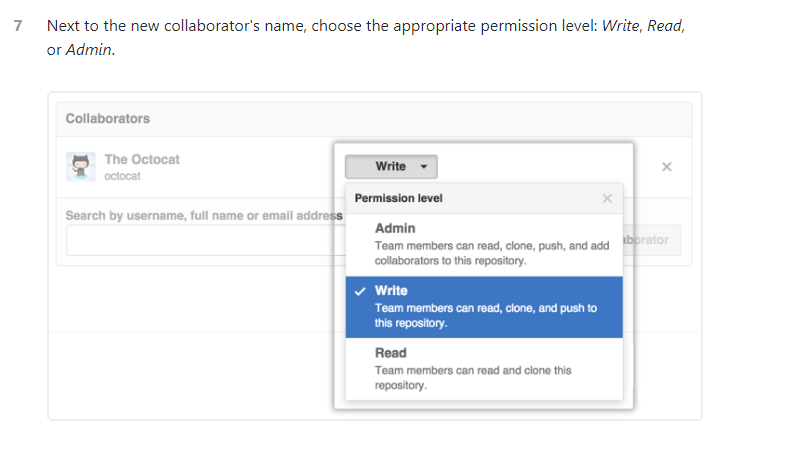 7 Next to the new collaborator's name, choose the appropriate permission level: Write, Read,
or Admin.
Collaborators
The Octocat
octocat
Write
Search by username, full name or email address
Permission level
Admin
Team members can read, clone, push, and add
collaborators to this repository.
Write
Team members can read, clone, and push to
this repository.
Read
Team members can read and clone this
repository.